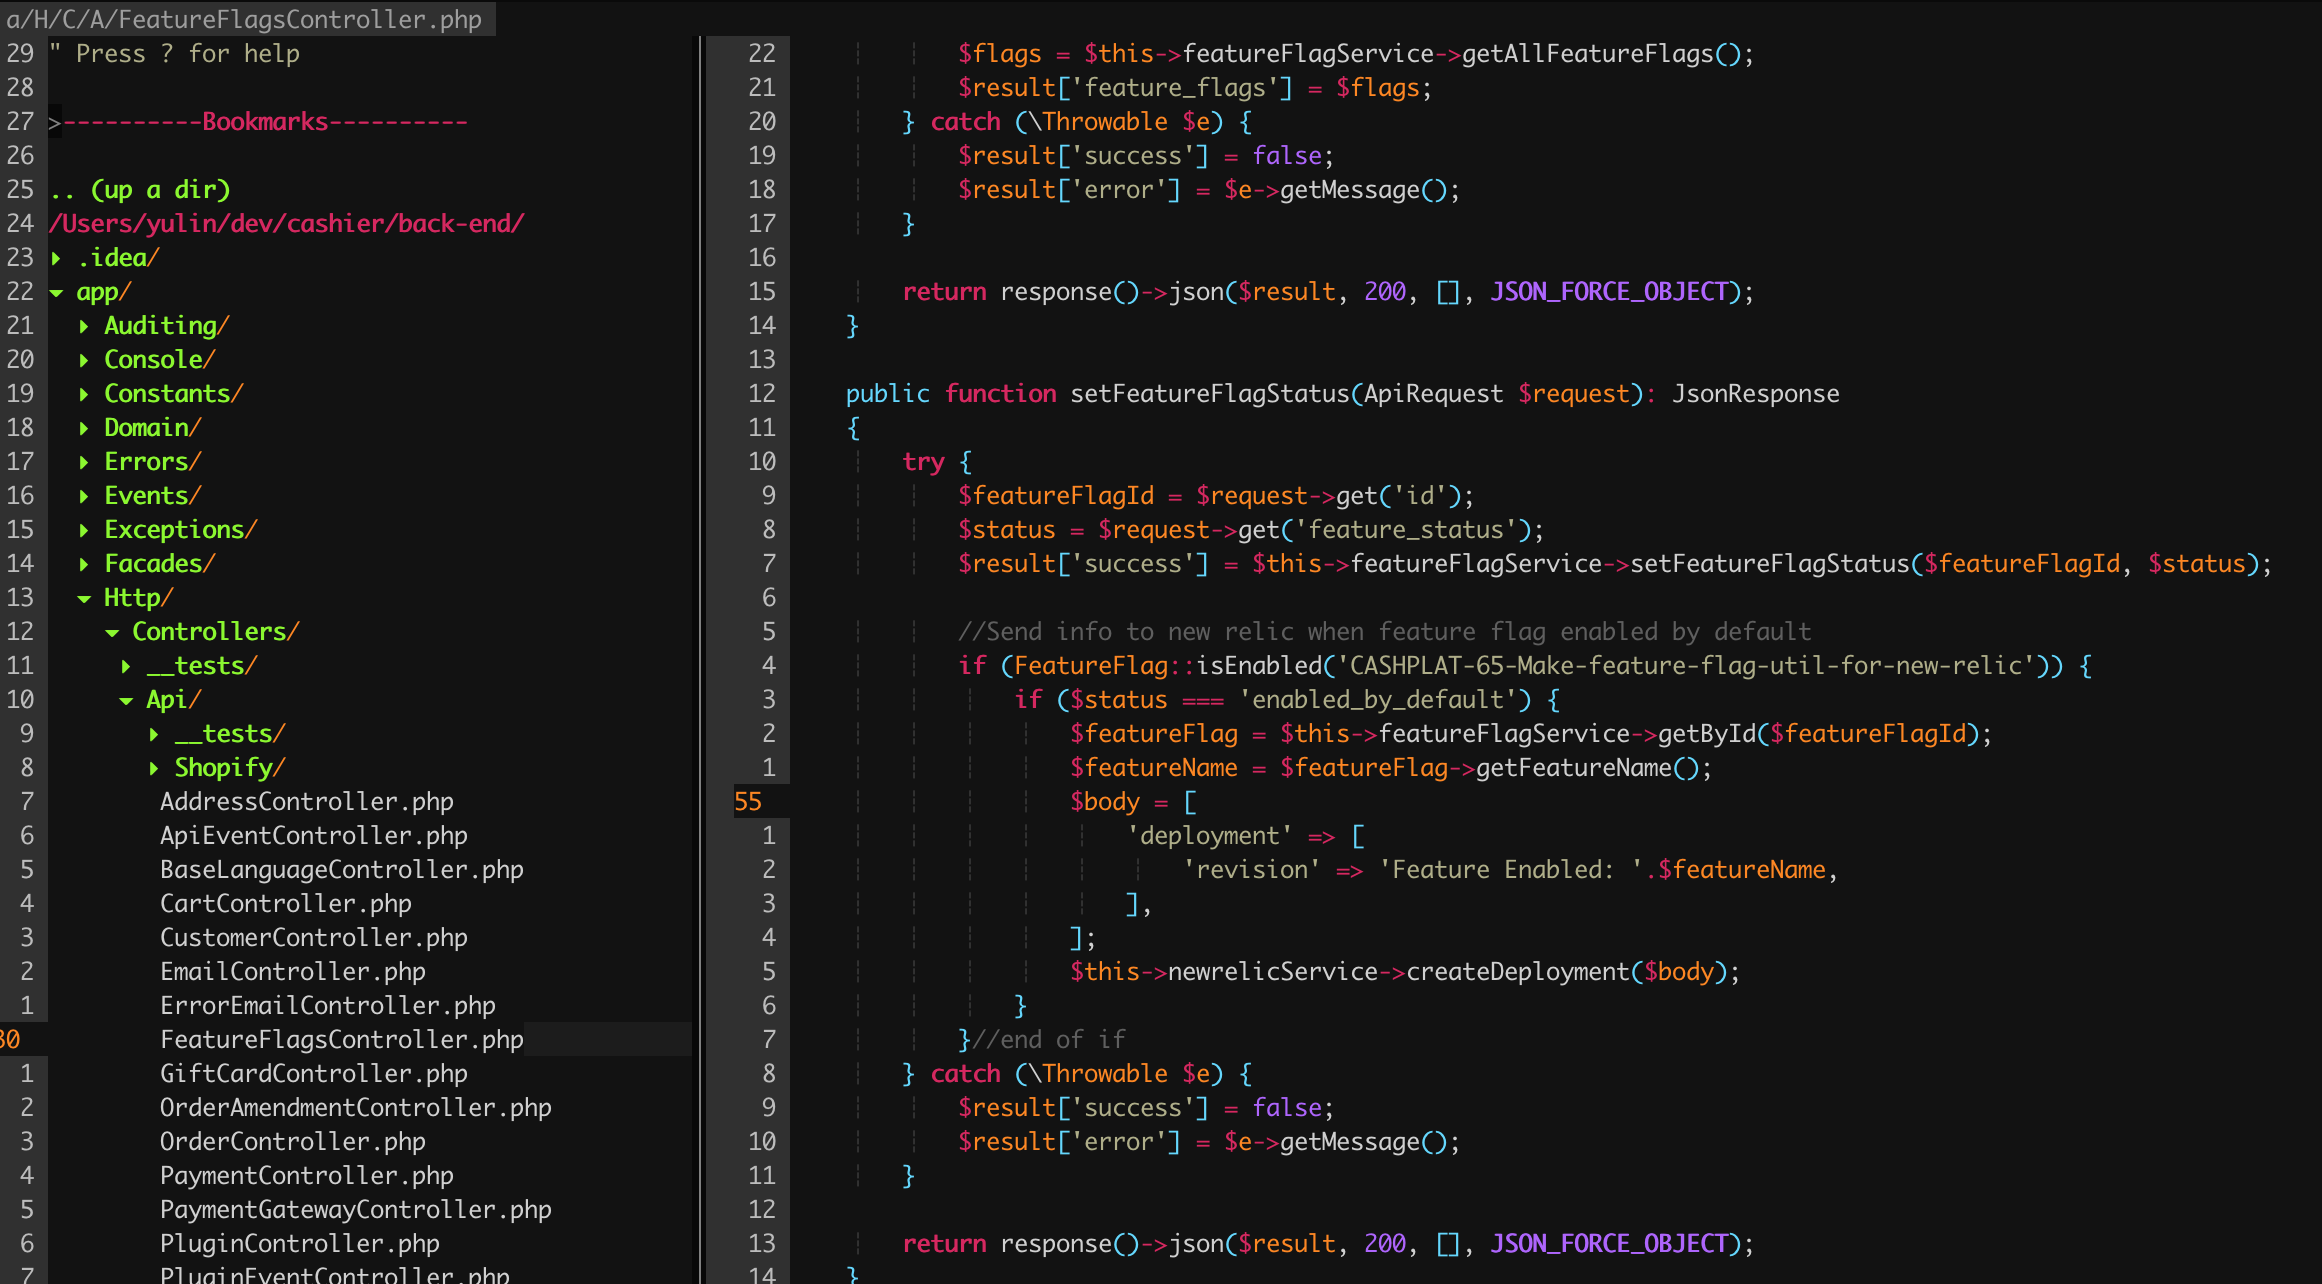 a/H/C/A/FeatureFlagsController.php
29 " Press ? for help
28
27 >----------Bookmarks----------
26
25 .. (up a dir)
24 /Users/yulin/dev/cashier/back-end/
23 ▸ .idea/
22 ▾ app/
21 ▸ Auditing/
20 ▸ Console/
19 ▸ Constants/
18 ▸ Domain/
17 ▸ Errors/
16 ▸ Events/
15 ▸ Exceptions/
14 ▸ Facades/
13 ▾ Http/
12 ▾ Controllers/
11 ▸ __tests/
10 ▾ Api/
9 ▸ __tests/
8 ▸ Shopify/
7 AddressController.php
6 ApiEventController.php
5 BaseLanguageController.php
4 CartController.php
3 CustomerController.php
2 EmailController.php
1 ErrorEmailController.php
30 FeatureFlagsController.php
1 GiftCardController.php
2 OrderAmendmentController.php
3 OrderController.php
4 PaymentController.php
5 PaymentGatewayController.php
6 PluginController.php
7 PluginEventController.php
22 $flags = $this->featureFlagService->getAllFeatureFlags();
21 $result['feature_flags'] = $flags;
20 } catch (\Throwable $e) {
19 $result['success'] = false;
18 $result['error'] = $e->getMessage();
17 }
16
15 return response()->json($result, 200, [], JSON_FORCE_OBJECT);
14 }
13
12 public function setFeatureFlagStatus(ApiRequest $request): JsonResponse
11 {
10 try {
9 $featureFlagId = $request->get('id');
8 $status = $request->get('feature_status');
7 $result['success'] = $this->featureFlagService->setFeatureFlagStatus($featureFlagId, $status);
6
5 //Send info to new relic when feature flag enabled by default
4 if (FeatureFlag::isEnabled('CASHPLAT-65-Make-feature-flag-util-for-new-relic')) {
3 if ($status === 'enabled_by_default') {
2 $featureFlag = $this->featureFlagService->getById($featureFlagId);
1 $featureName = $featureFlag->getFeatureName();
55 $body = [
1 'deployment' => [
2 'revision' => 'Feature Enabled: '.$featureName,
3 ],
4 ];
5 $this->newrelicService->createDeployment($body);
6 }
7 }//end of if
8 } catch (\Throwable $e) {
9 $result['success'] = false;
10 $result['error'] = $e->getMessage();
11 }
12
13 return response()->json($result, 200, [], JSON_FORCE_OBJECT);
14 }